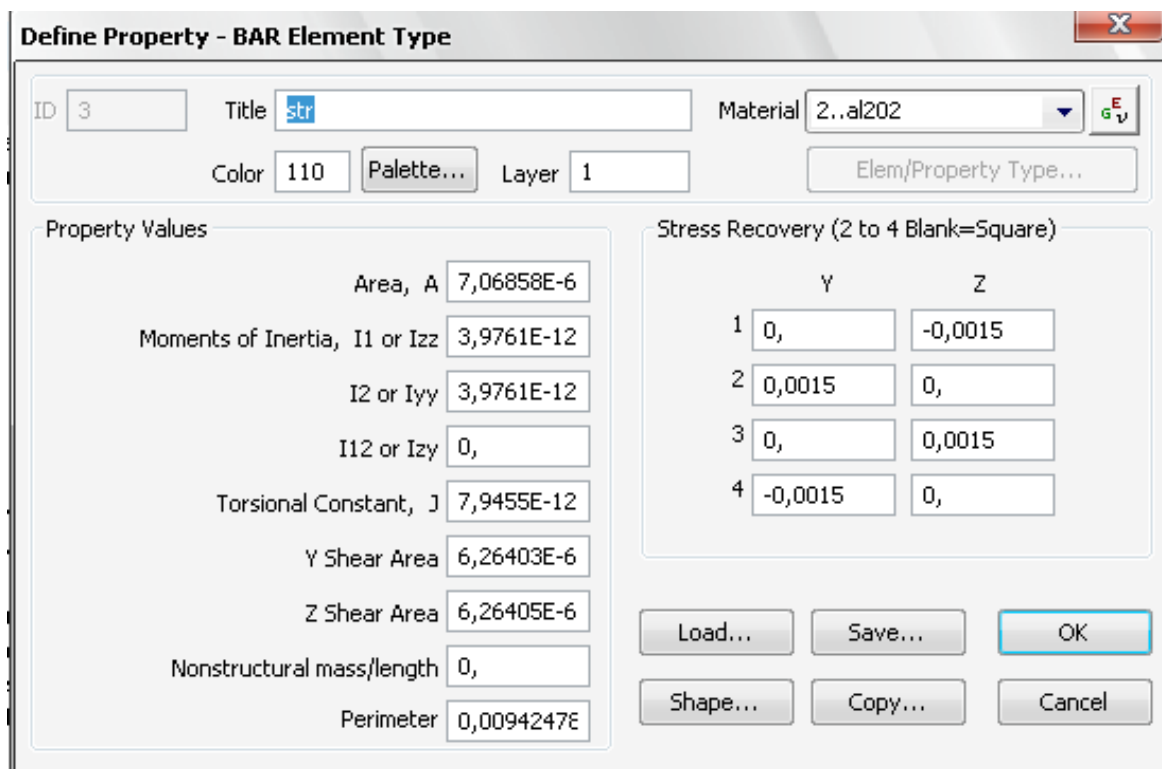 Define Property - BAR Element Type
X
ID 3 Title str Material 2..al202 G E ν
Color 110 Palette... Layer 1 Elem/Property Type...
Property Values
Area, A 7,06858E-6
Moments of Inertia, I1 or Izz 3,9761E-12
I2 or Iyy 3,9761E-12
I12 or Izy 0,
Torsional Constant, J 7,9455E-12
Y Shear Area 6,26403E-6
Z Shear Area 6,26405E-6
Nonstructural mass/length 0,
Perimeter 0,00942478
Stress Recovery (2 to 4 Blank=Square)
Y Z
1 0, -0,0015
2 0,0015 0,
3 0, 0,0015
4 -0,0015 0,
Load... Save... OK
Shape... Copy... Cancel